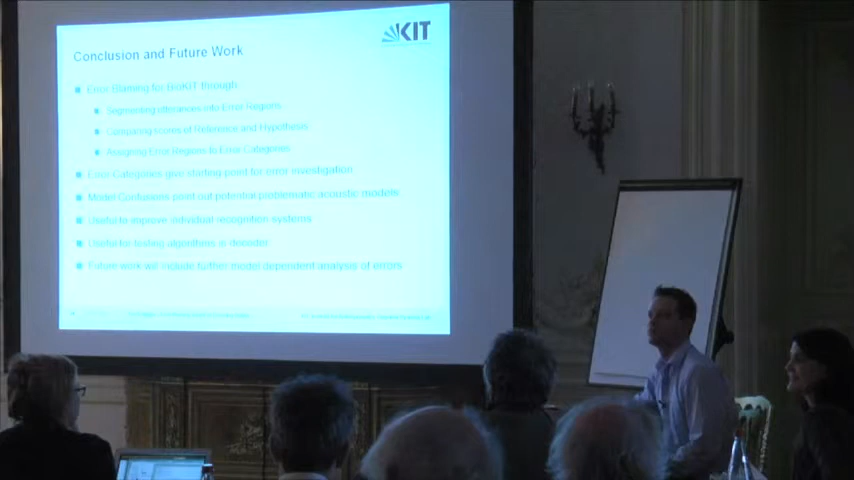 KIT
Conclusion and Future Work
Error Blaming for BioKIT through
Segmenting utterances into Error Regions
Comparing scores of Reference and Hypothesis
Assigning Error Regions to Error Categories
Error Categories give starting point for error investigation
Model Confusions point out potential problematic acoustic models
Useful to improve individual recognition systems
Useful for testing algorithms in decoder
Future work will include further model dependent analysis of errors